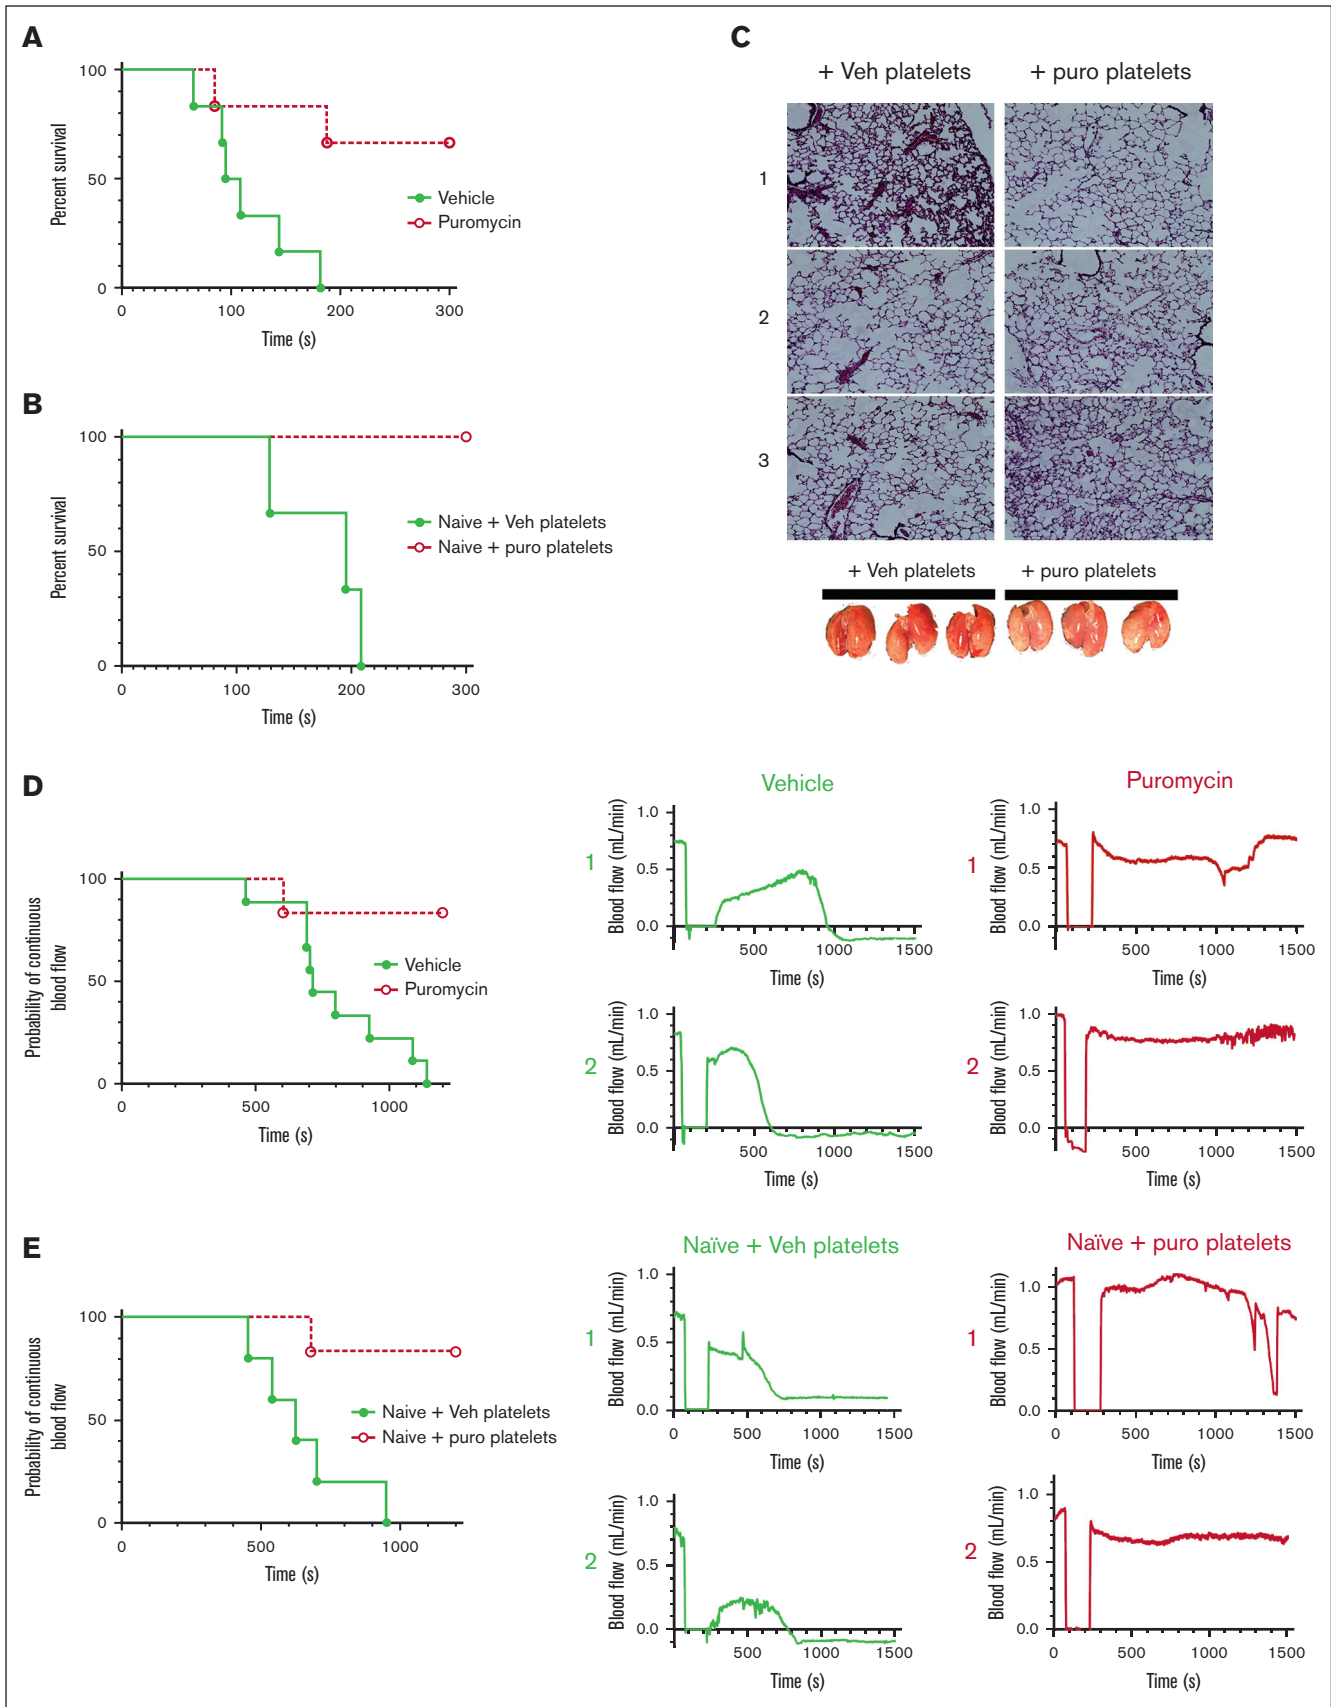 A
100
50
0
Percent survival
0
100
200
300
Time (s)
Vehicle
Puromycin
B
100
50
0
Percent survival
0
100
200
300
Time (s)
Naive + Veh platelets
Naive + puro platelets
C
+ Veh platelets
+ puro platelets
1
2
3
+ Veh platelets
+ puro platelets
D
100
50
0
Probability of continuous
blood flow
0
500
1000
Time (s)
Vehicle
Puromycin
Vehicle
1
Blood flow (mL/min)
1.0
0.5
0.0
500
1000
1500
Time (s)
2
Blood flow (mL/min)
1.0
0.5
0.0
500
1000
1500
Time (s)
Puromycin
1
Blood flow (mL/min)
1.0
0.5
0.0
500
1000
1500
Time (s)
2
Blood flow (mL/min)
1.0
0.5
0.0
500
1000
1500
Time (s)
E
100
50
0
Probability of continuous
blood flow
0
500
1000
Time (s)
Naive + Veh platelets
Naive + puro platelets
Naïve + Veh platelets
1
Blood flow (mL/min)
1.0
0.5
0.0
0
500
1000
1500
Time (s)
2
Blood flow (mL/min)
1.0
0.5
0.0
500
1000
1500
Time (s)
Naïve + puro platelets
1
Blood flow (mL/min)
1.0
0.5
0.0
0
500
1000
1500
Time (s)
2
Blood flow (mL/min)
1.0
0.5
0.0
0
500
1000
1500
Time (s)